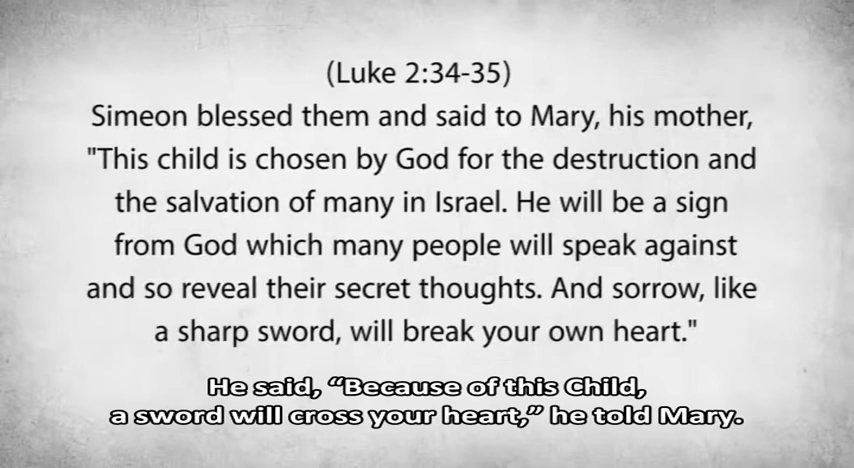 (Luke 2:34-35)
Simeon blessed them and said to Mary, his mother,
"This child is chosen by God for the destruction and
the salvation of many in Israel. He will be a sign
from God which many people will speak against
and so reveal their secret thoughts. And sorrow, like
a sharp sword, will break your own heart."
He said, “Because of this Child,
a sword will cross your heart,” he told Mary.